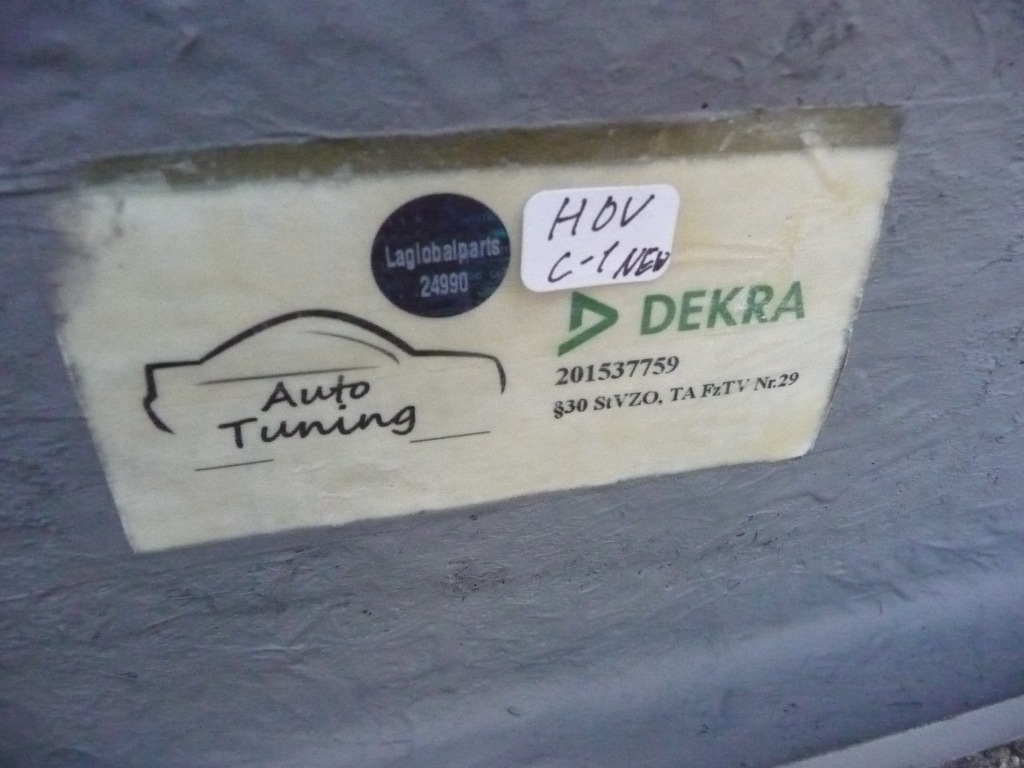 Laglobalparts
24990
HOV
C-1 NEW
DEKRA
201537759
§30 StVZO, TA FzTV Nr.29
Auto
Tuning